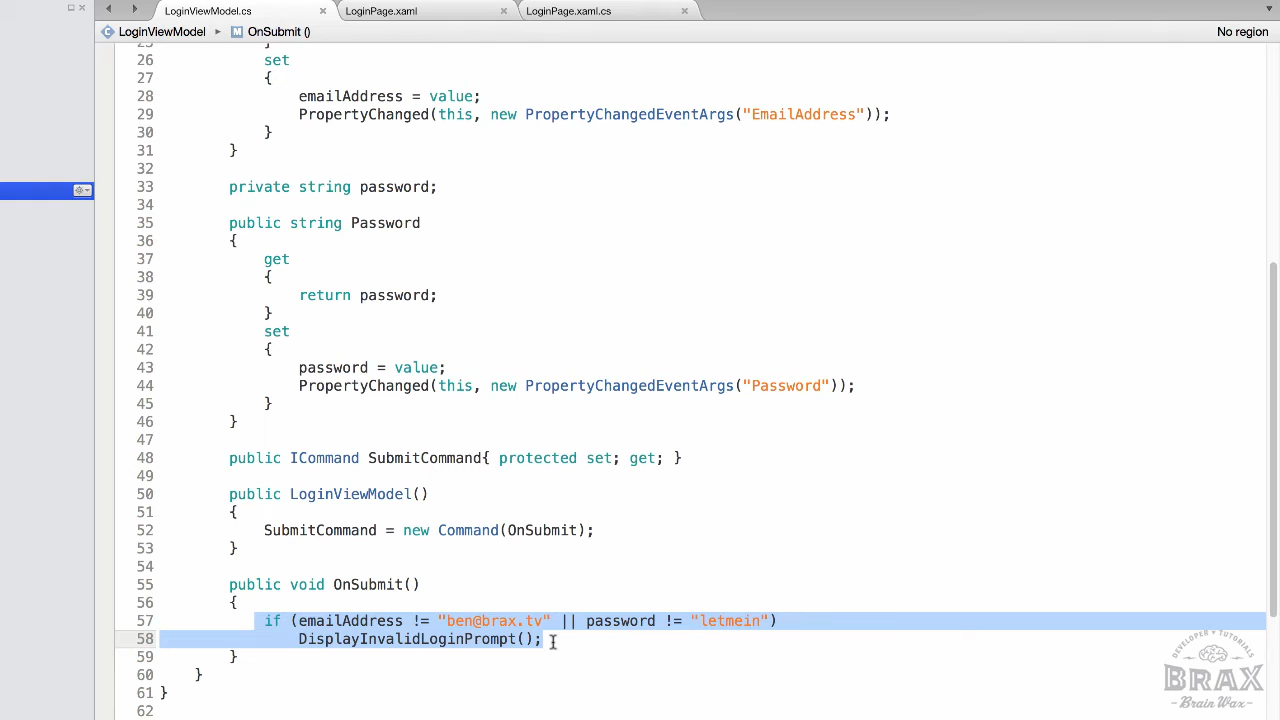 LoginViewModel.cs
LoginPage.xaml
LoginPage.xaml.cs
LoginViewModel ▸ OnSubmit ()
No region
25 }
26 set
27 {
28 emailAddress = value;
29 PropertyChanged(this, new PropertyChangedEventArgs("EmailAddress"));
30 }
31 }
32
33 private string password;
34
35 public string Password
36 {
37 get
38 {
39 return password;
40 }
41 set
42 {
43 password = value;
44 PropertyChanged(this, new PropertyChangedEventArgs("Password"));
45 }
46 }
47
48 public ICommand SubmitCommand{ protected set; get; }
49
50 public LoginViewModel()
51 {
52 SubmitCommand = new Command(OnSubmit);
53 }
54
55 public void OnSubmit()
56 {
57 if (emailAddress != "ben@brax.tv" || password != "letmein")
58 DisplayInvalidLoginPrompt();
59 }
60 }
61 }
62
DEVELOPER TUTORIALS
BRAX
Brain Wax